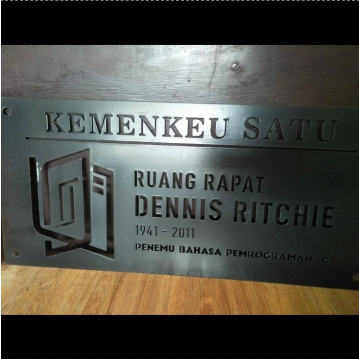 KEMENKEU SATU
RUANG RAPAT
DENNIS RITCHIE
1941 - 2011
PENEMU BAHASA PEMROGRAMAN C